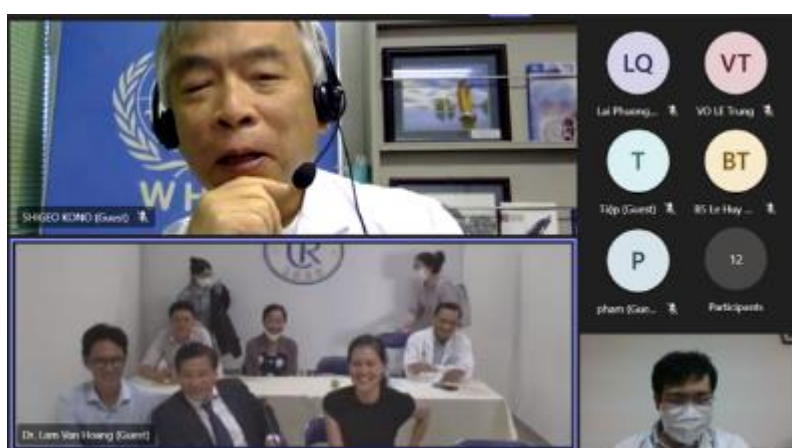 WH
SHIGEO KONO (Guest)
LQ
Lai Phuong...
VT
VO LE Trung
T
Tiệp (Guest)
BT
BS Le Huy ...
P
pham (Gue...
12
Participants
Dr. Lam Van Hoang (Guest)